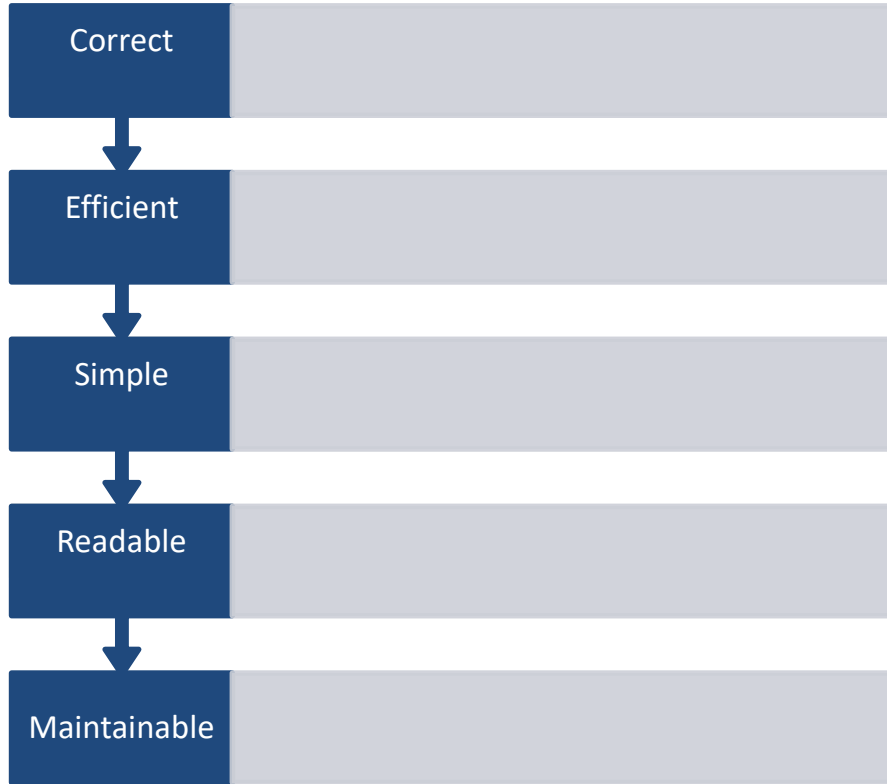 Correct
Efficient
Simple
Readable
Maintainable